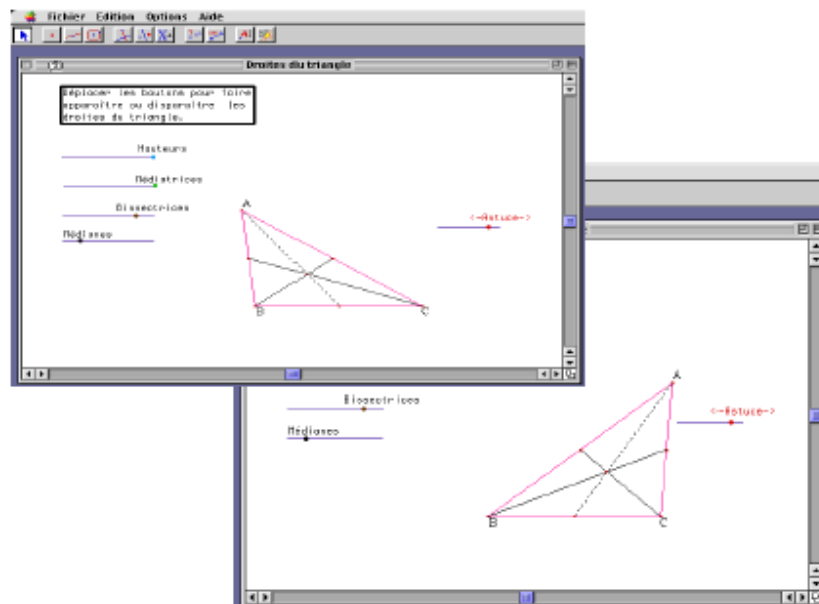 Fichier Edition Options Aide
Droites du triangle
Déplacer les boutons pour faire
apparaître ou disparaître les
droites du triangle.
Hauteurs
Médiatrices
Bissectrices
Médianes
A
<-Astuce->
B
C
Bissectrices
Médianes
A
<-Astuce->
B
C